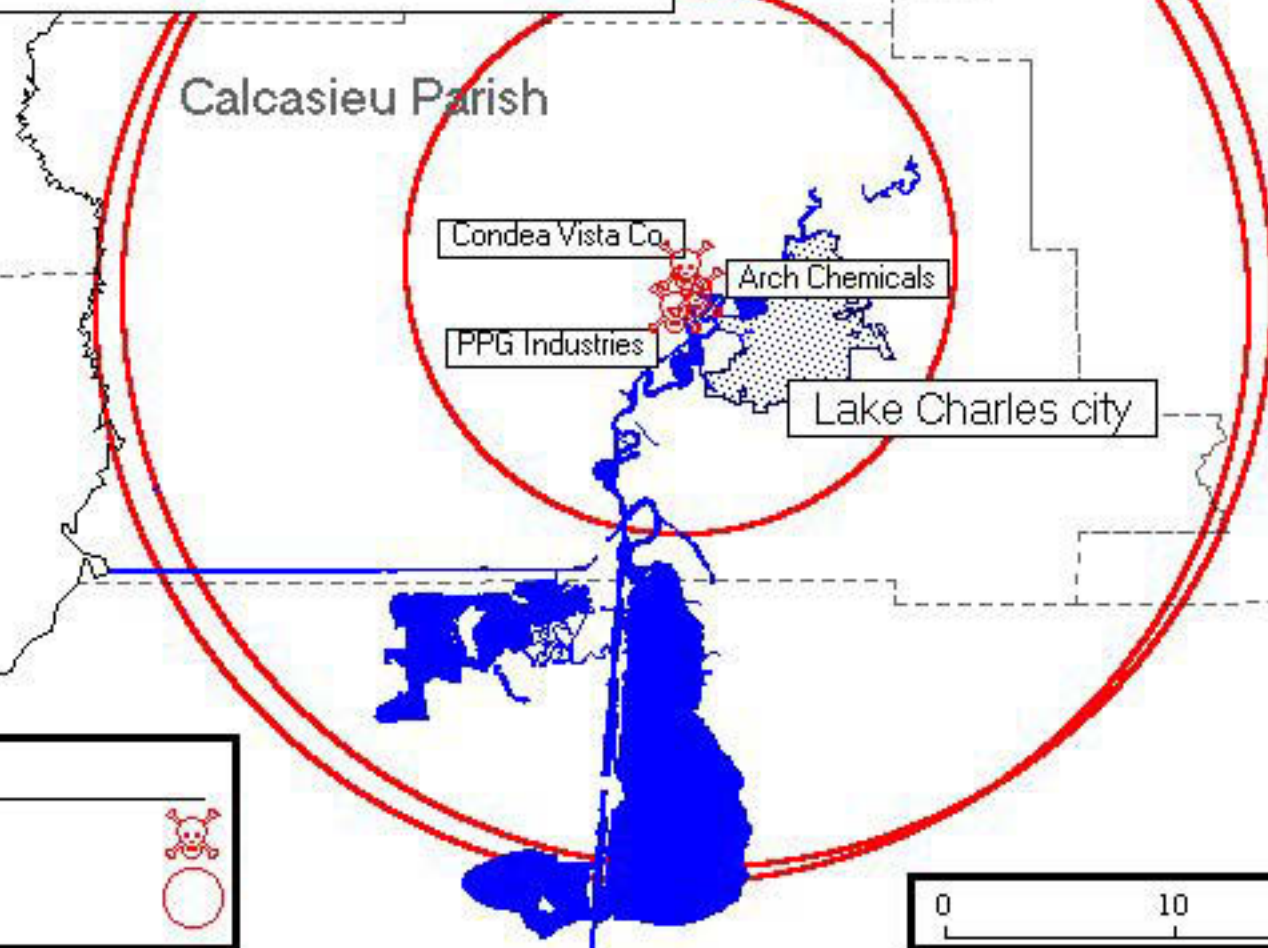 Calcasieu Parish
Condea Vista Co.
Arch Chemicals
PPG Industries
Lake Charles city
0 10